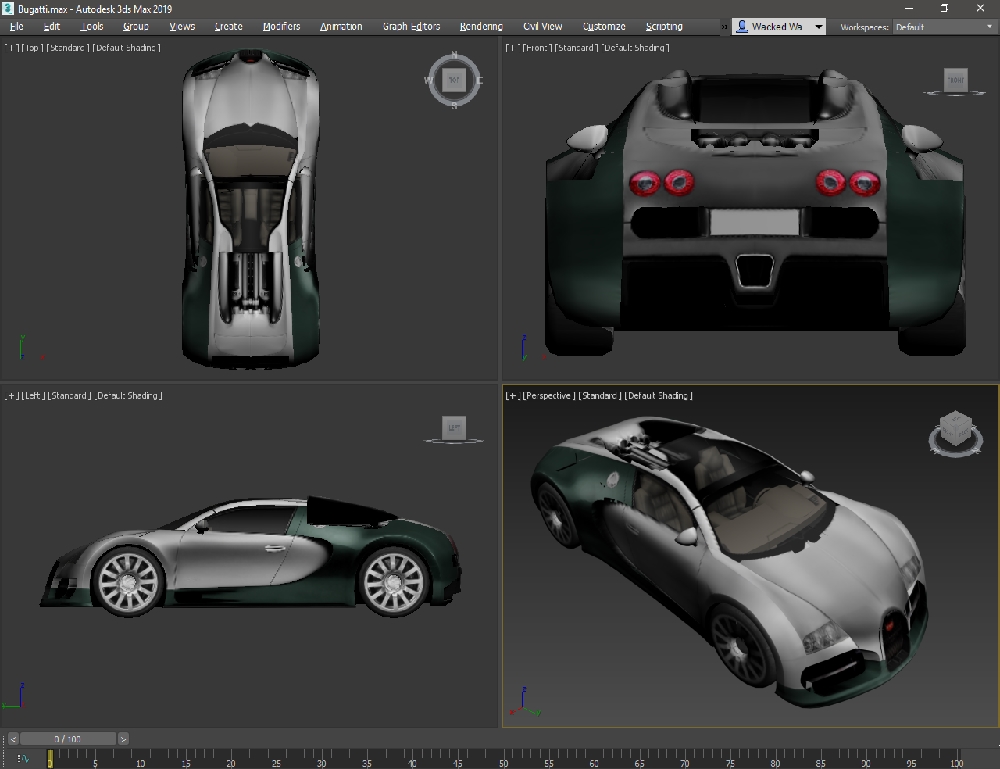 Bugatti.max - Autodesk 3ds Max 2019
File Edit Tools Group Views Create Modifiers Animation Graph Editors Rendering Civil View Customize Scripting » Wacked Wa Workspaces: Default
[+] [Top] [Standard] [Default Shading]
[+] [Front] [Standard] [Default Shading]
N
W TOP E
S
FRONT
y
x
z
[+] [Left] [Standard] [Default Shading]
[+] [Perspective] [Standard] [Default Shading]
LEFT
z
z
< 0 / 100 >
0 5 10 15 20 25 30 35 40 45 50 55 60 65 70 75 80 85 90 95 100